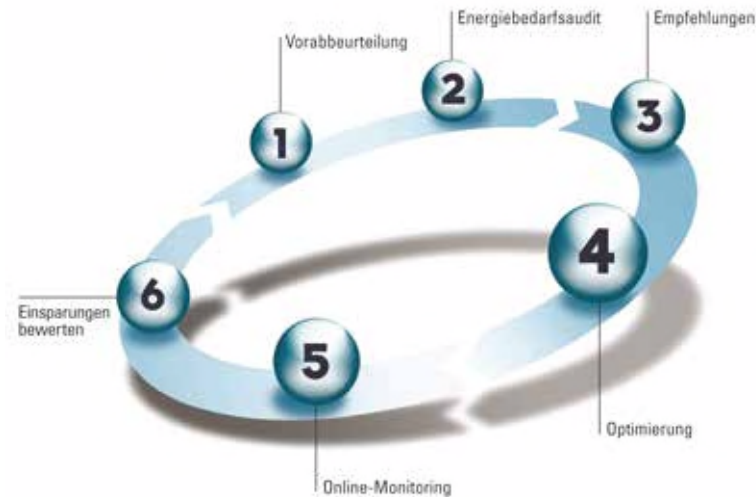 1
Vorabbeurteilung
2
Energiebedarfsaudit
3
Empfehlungen
4
Optimierung
5
Online-Monitoring
6
Einsparungen
bewerten